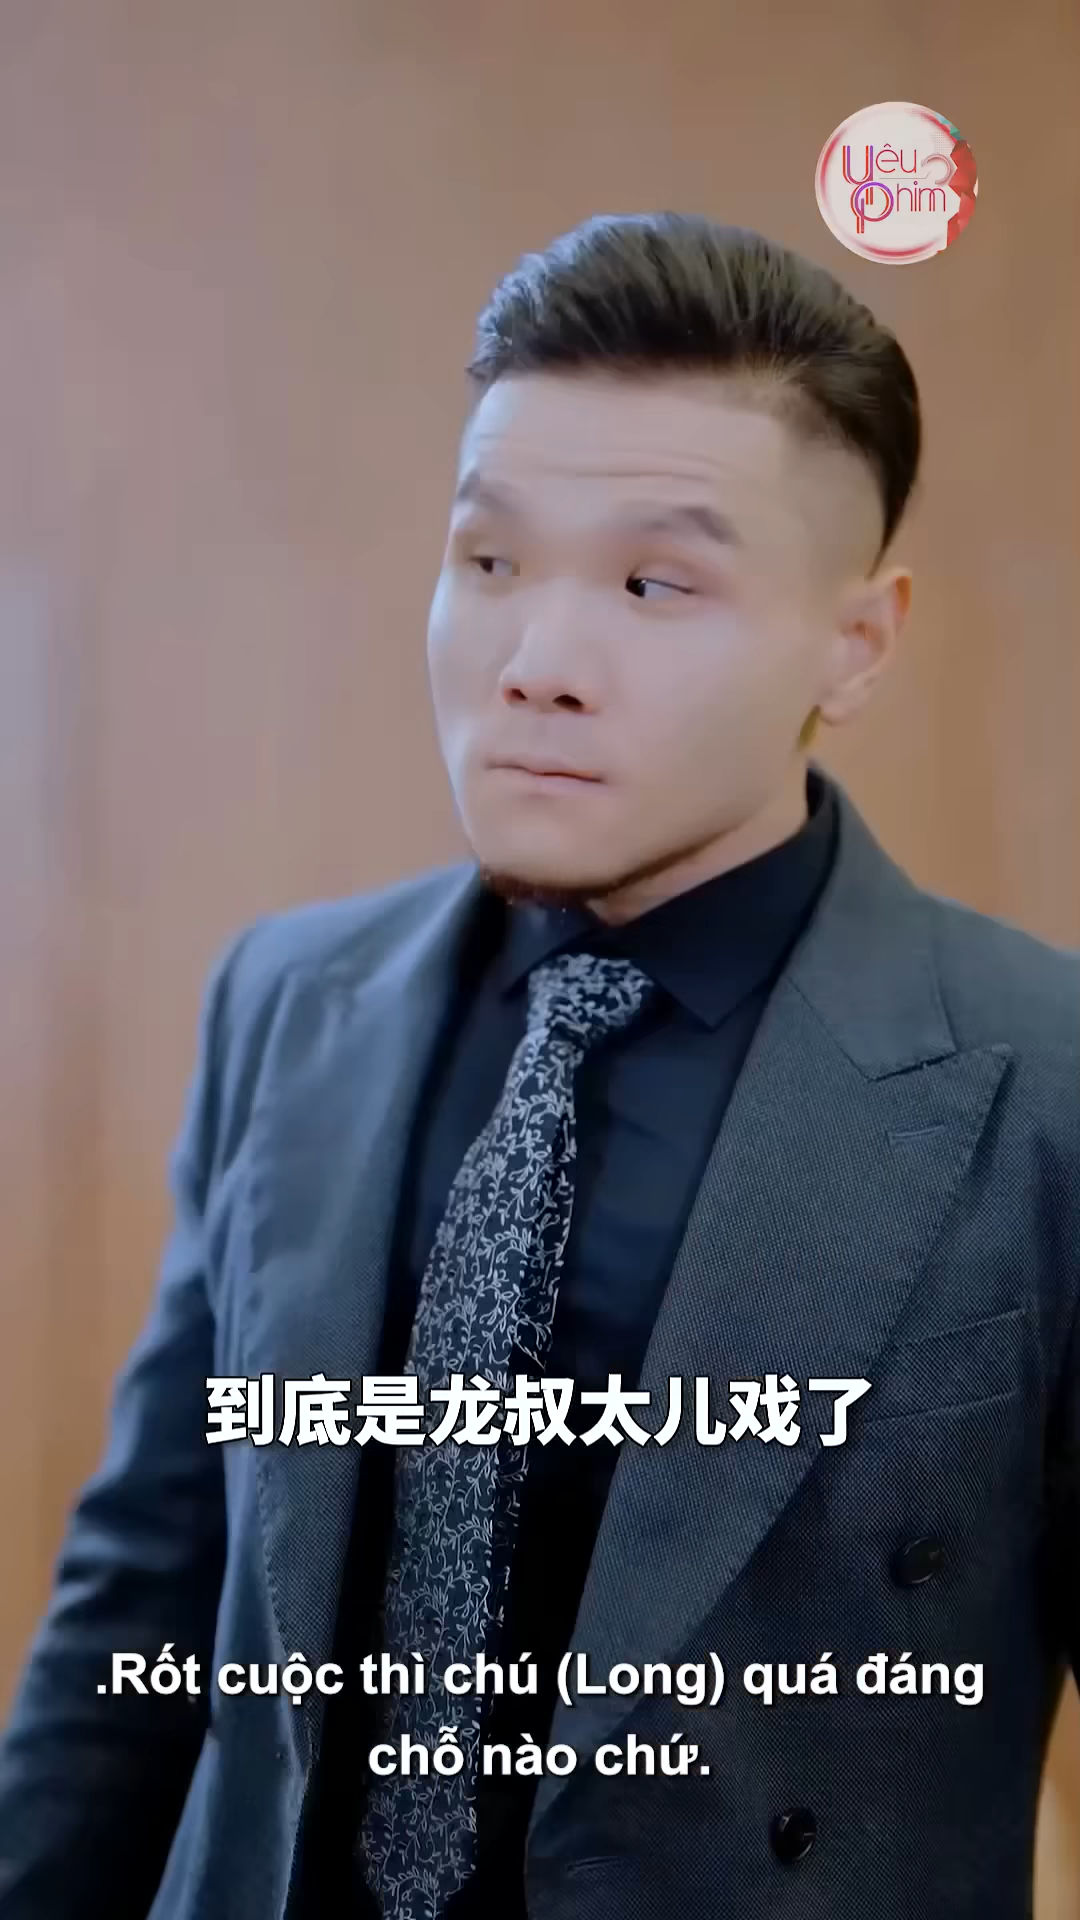 Yêu
Phim
到底是龙叔太儿戏了
.Rốt cuộc thì chú (Long) quá đáng
chỗ nào chứ.